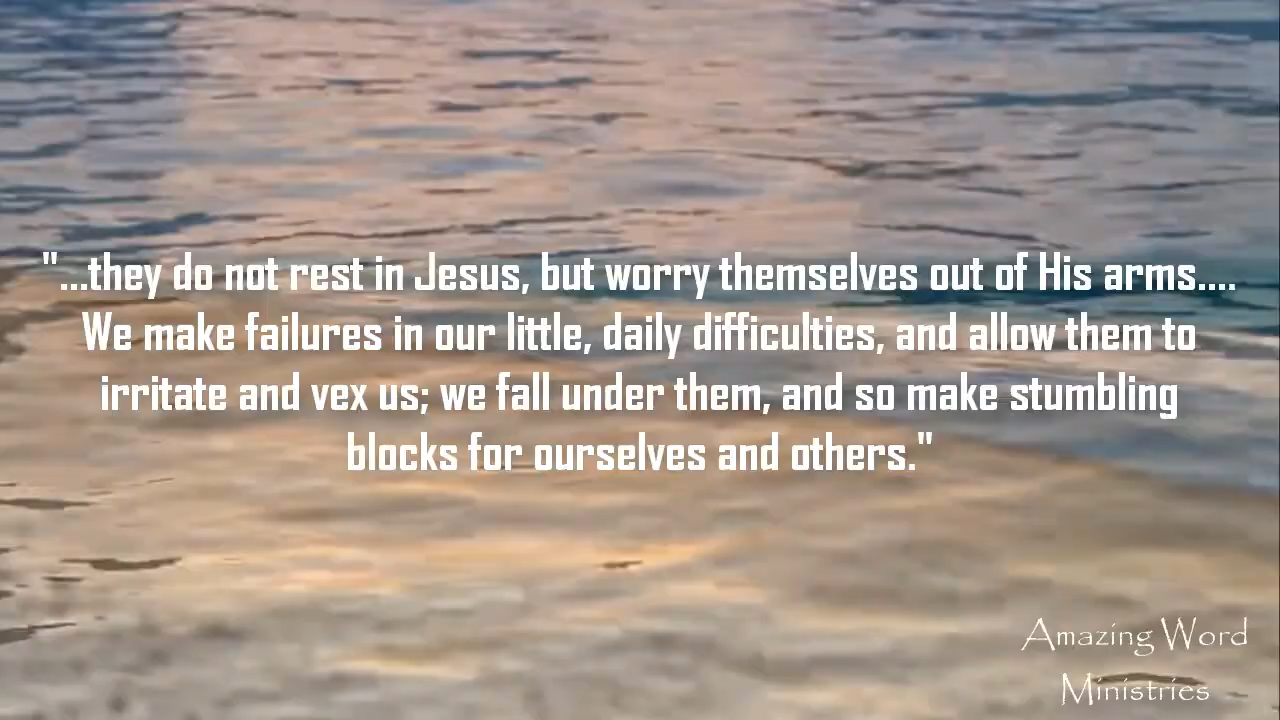 "...they do not rest in Jesus, but worry themselves out of His arms....
We make failures in our little, daily difficulties, and allow them to
irritate and vex us; we fall under them, and so make stumbling
blocks for ourselves and others."
Amazing Word
Ministries